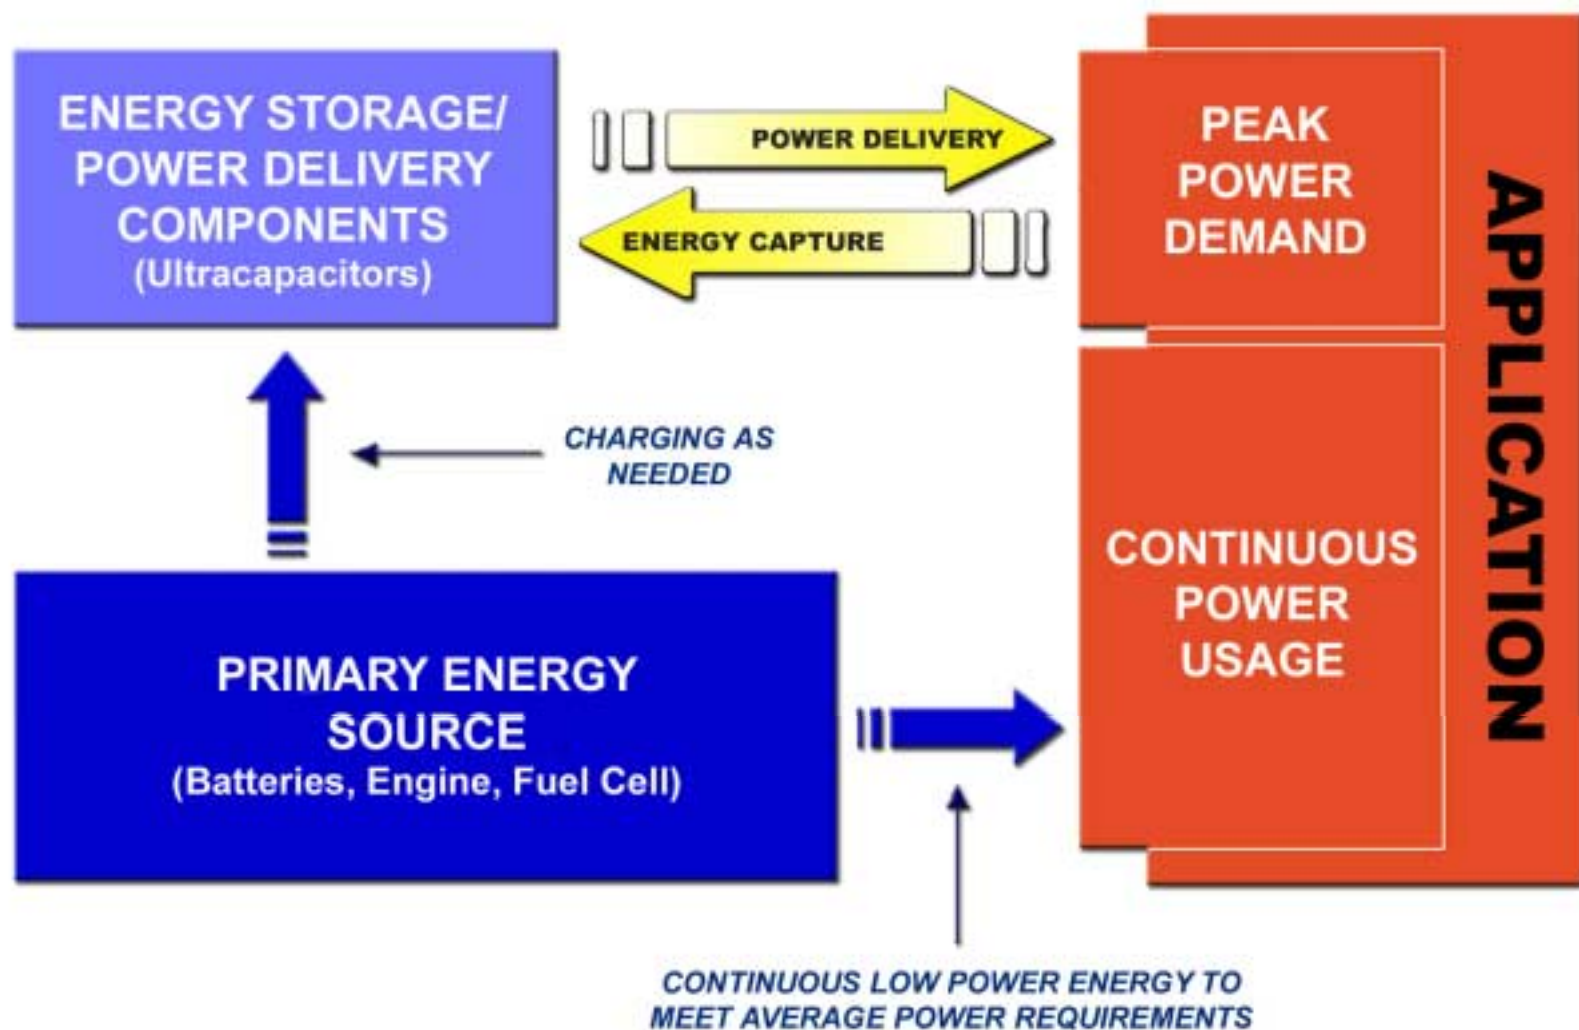 ENERGY STORAGE/
POWER DELIVERY
COMPONENTS
(Ultracapacitors)
POWER DELIVERY
ENERGY CAPTURE
PEAK
POWER
DEMAND
APPLICATION
CHARGING AS
NEEDED
CONTINUOUS
POWER
USAGE
PRIMARY ENERGY
SOURCE
(Batteries, Engine, Fuel Cell)
CONTINUOUS LOW POWER ENERGY TO
MEET AVERAGE POWER REQUIREMENTS